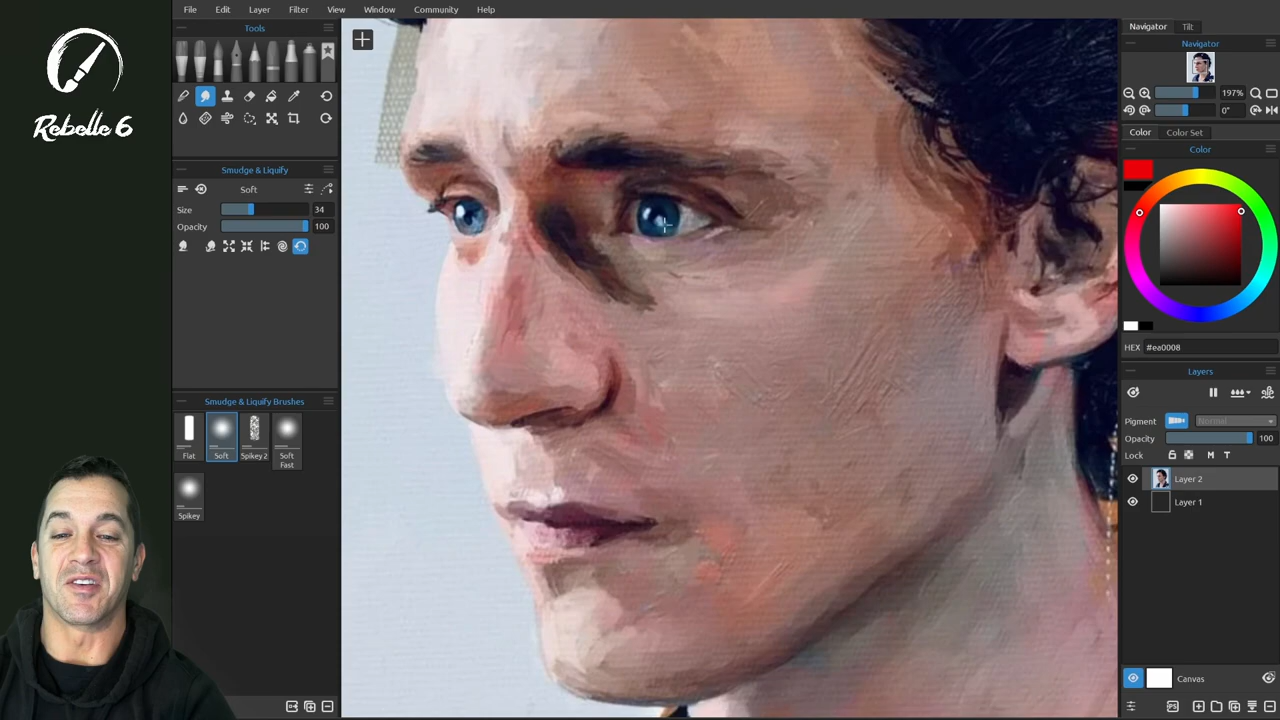 Rebelle 6
File Edit Layer Filter View Window Community Help
Tools
Smudge & Liquify
Soft
Size 34
Opacity 100
Smudge & Liquify Brushes
Flat Soft Spikey 2 Soft Fast
Spikey
Navigator Tilt
Navigator
197%
0°
Color Color Set
Color
HEX #ea0008
Layers
Pigment Normal
Opacity 100
Lock M T
Layer 2
Layer 1
Canvas
PS